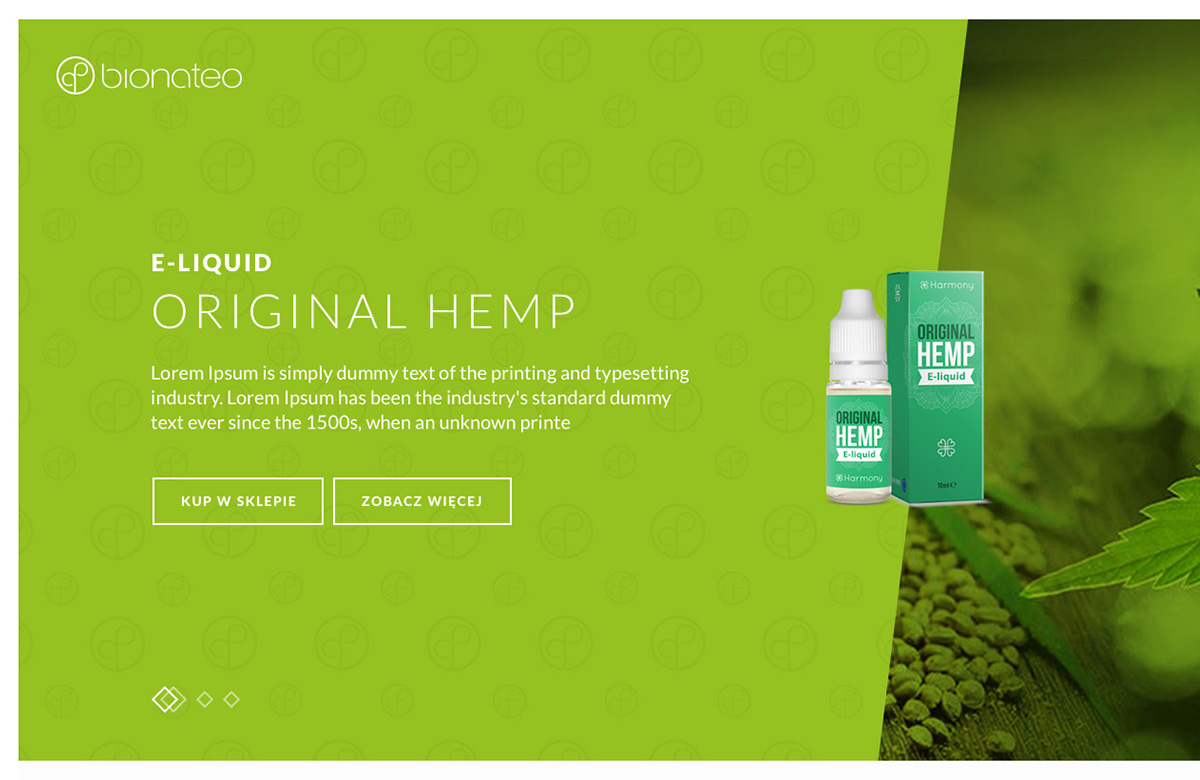 bionateo
E-LIQUID
ORIGINAL HEMP
Lorem Ipsum is simply dummy text of the printing and typesetting
industry. Lorem Ipsum has been the industry's standard dummy
text ever since the 1500s, when an unknown printe
KUP W SKLEPIE
ZOBACZ WIĘCEJ
Harmony
ORIGINAL
HEMP
E-liquid
10ml
ORIGINAL
HEMP
E-liquid
Harmony